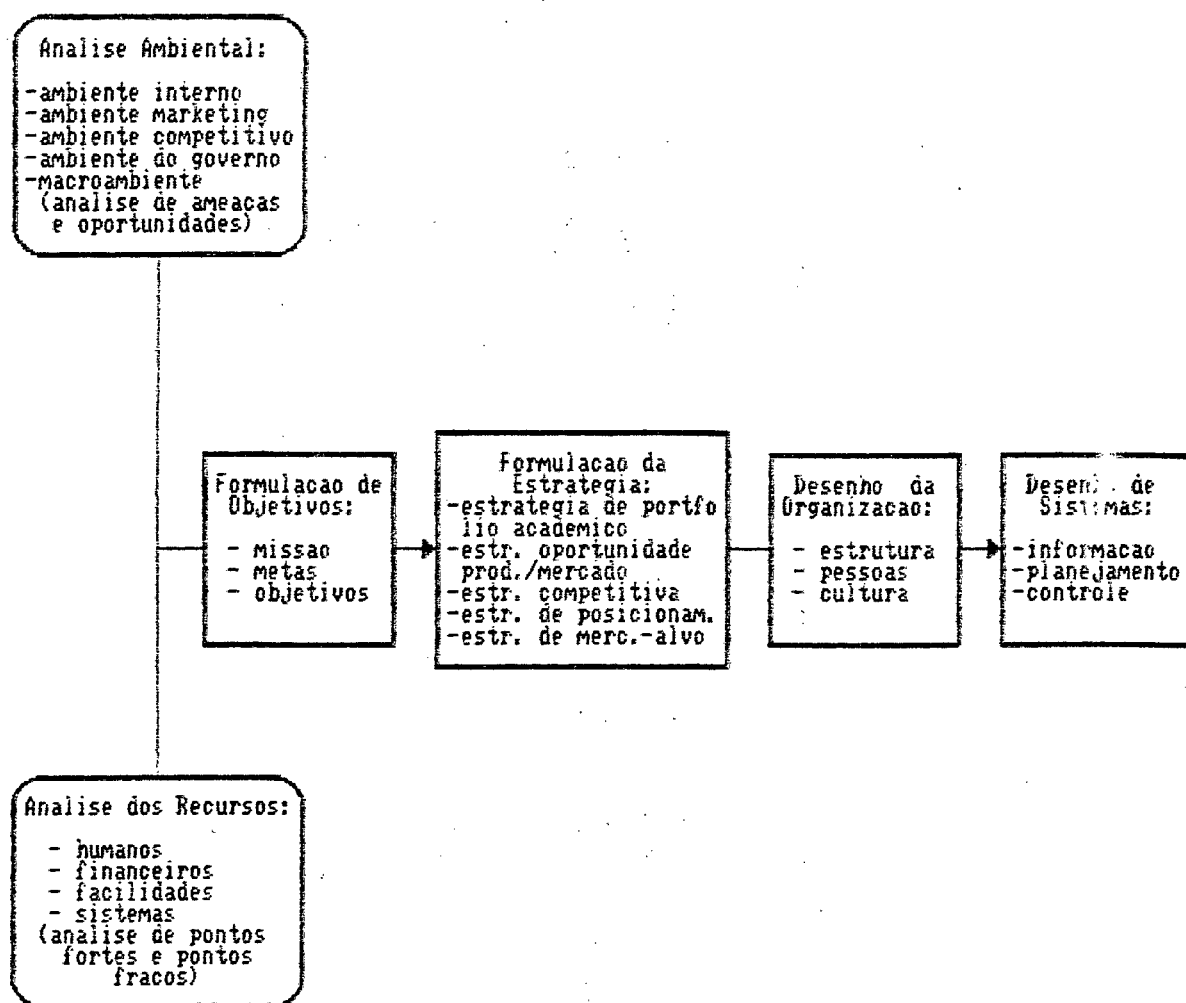 Analise Ambiental:
-ambiente interno
-ambiente marketing
-ambiente competitivo
-ambiente do governo
-macroambiente
(analise de ameacas
e oportunidades)
Formulacao de
Objetivos:
- missao
- metas
- objetivos
Formulacao da
Estrategia:
-estrategia de portfo
lio academico
-estr. oportunidade
prod./mercado
-estr. competitiva
-estr. de posicionam.
-estr. de merc.-alvo
Desenho da
Organizacao:
- estrutura
- pessoas
- cultura
de
-informacao
-planejamento
-controle
Analise dos Recursos:
- humanos
- financeiros
- facilidades
- sistemas
(analise de pontos
fortes e pontos
fracos)